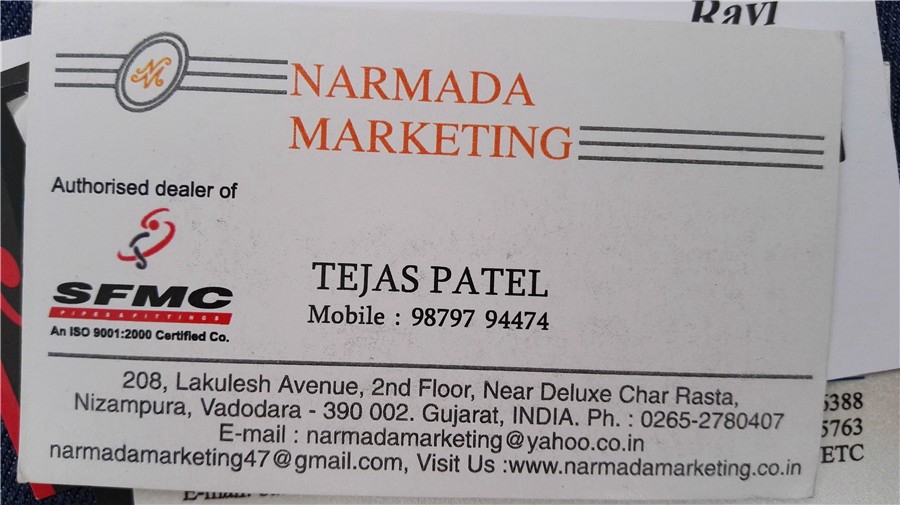 Ravi
NARMADA
MARKETING
Authorised dealer of
SFMC
PIPES & FITTINGS
An ISO 9001:2000 Certified Co.
TEJAS PATEL
Mobile : 98797 94474
208, Lakulesh Avenue, 2nd Floor, Near Deluxe Char Rasta,
Nizampura, Vadodara - 390 002. Gujarat, INDIA. Ph. : 0265-2780407
E-mail : narmadamarketing@yahoo.co.in
narmadamarketing47@gmail.com, Visit Us :www.narmadamarketing.co.in
6388
5763
ETC
E-mail: